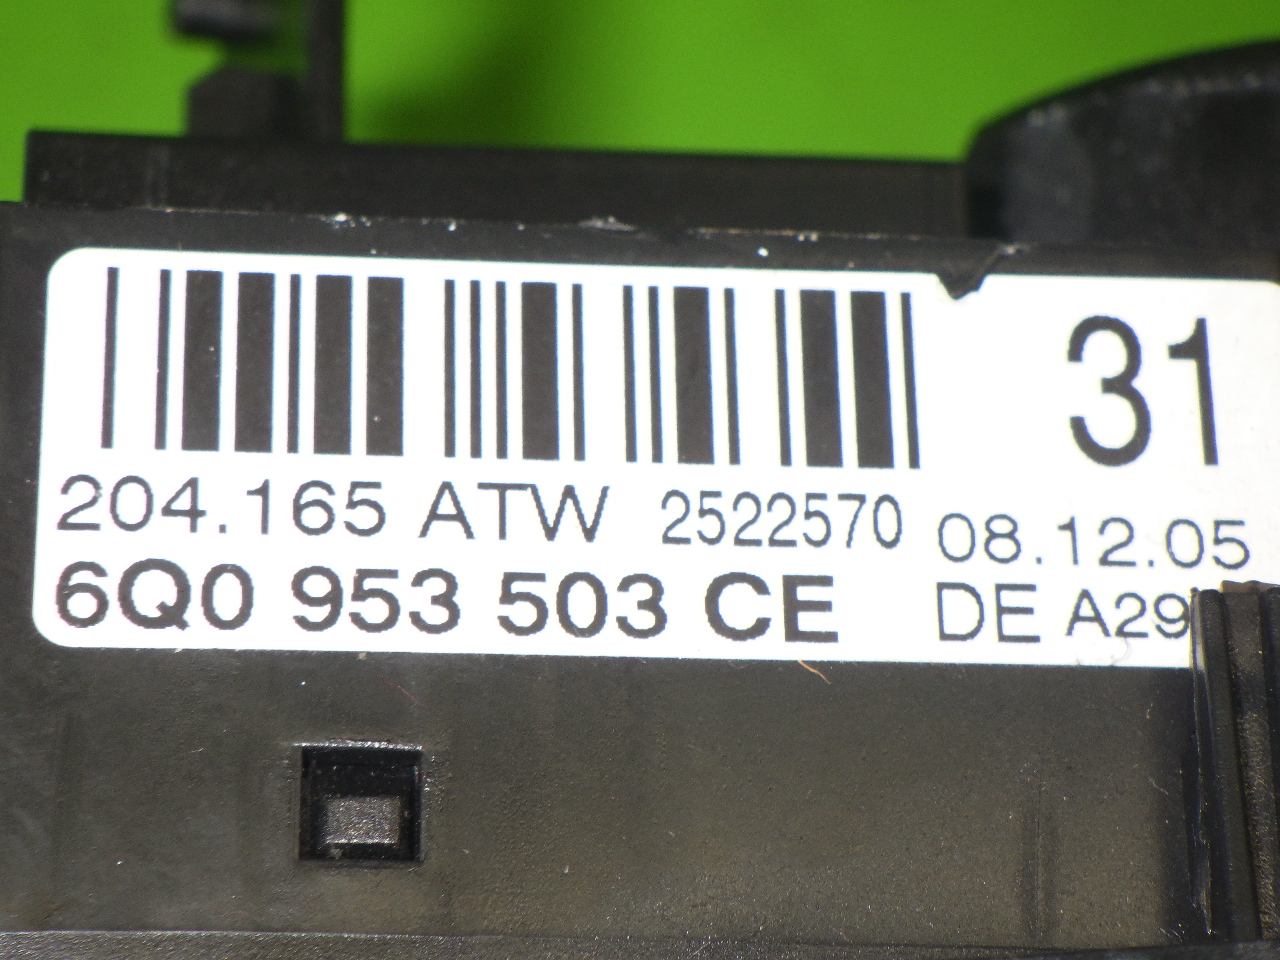 31
204.165 ATW 2522570 08.12.05
6Q0 953 503 CE DE A29